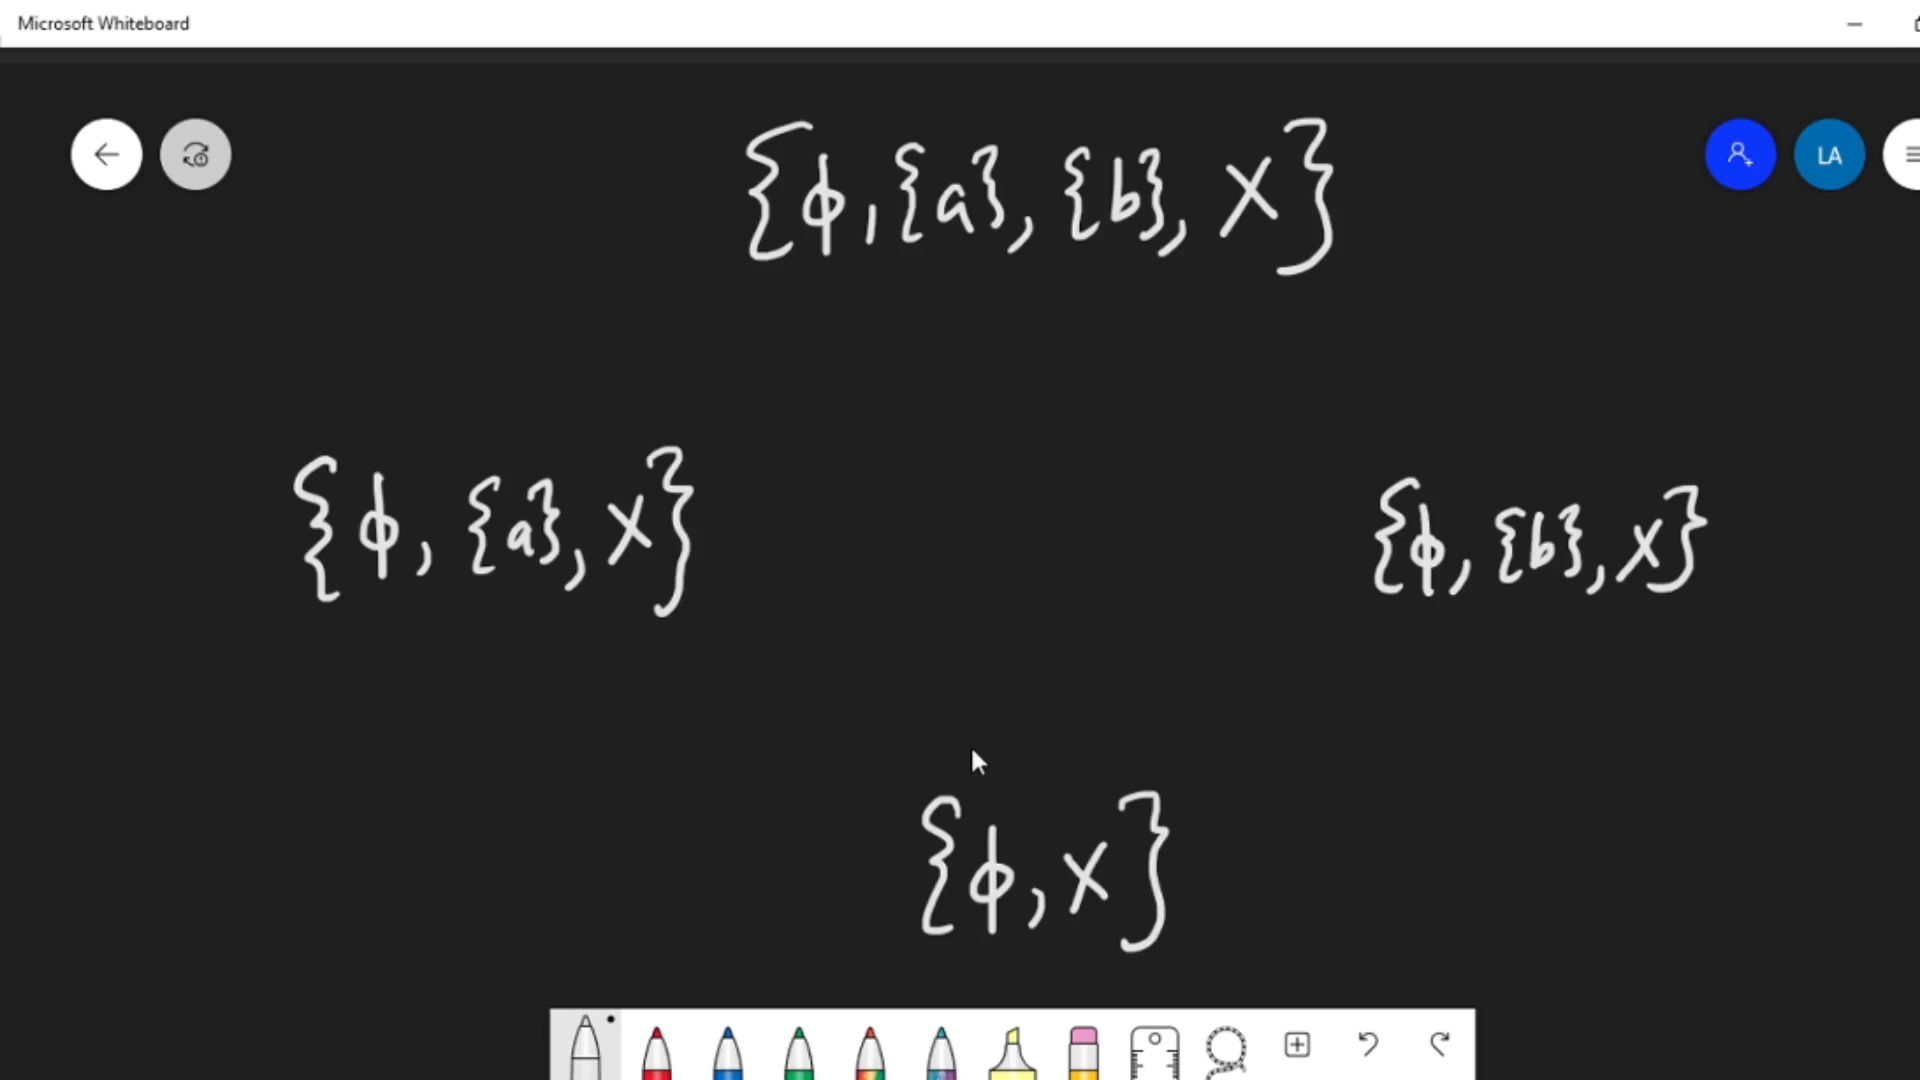 Microsoft Whiteboard
{ϕ, {a}, {b}, X}
LA
{ϕ, {a}, X}
{ϕ, {b}, X}
{ϕ, X}